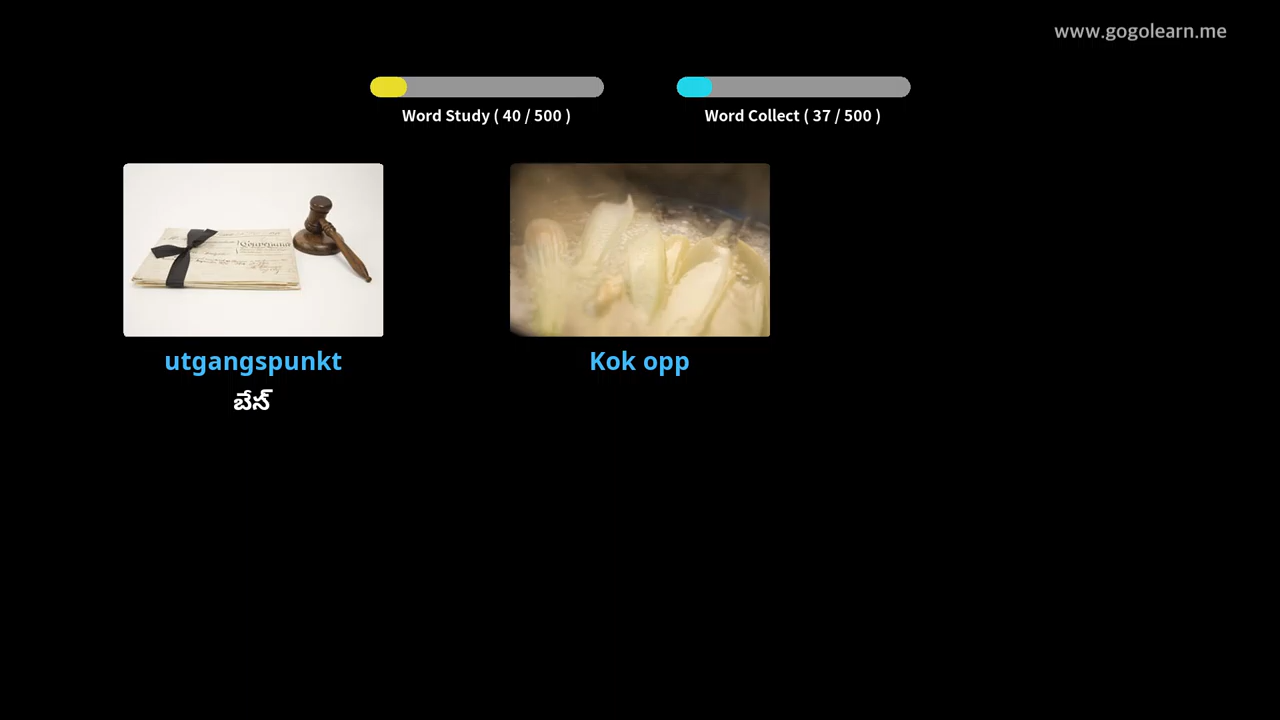 www.gogolearn.me
Word Study ( 40 / 500 )
Word Collect ( 37 / 500 )
utgangspunkt
Kok opp
బేస్